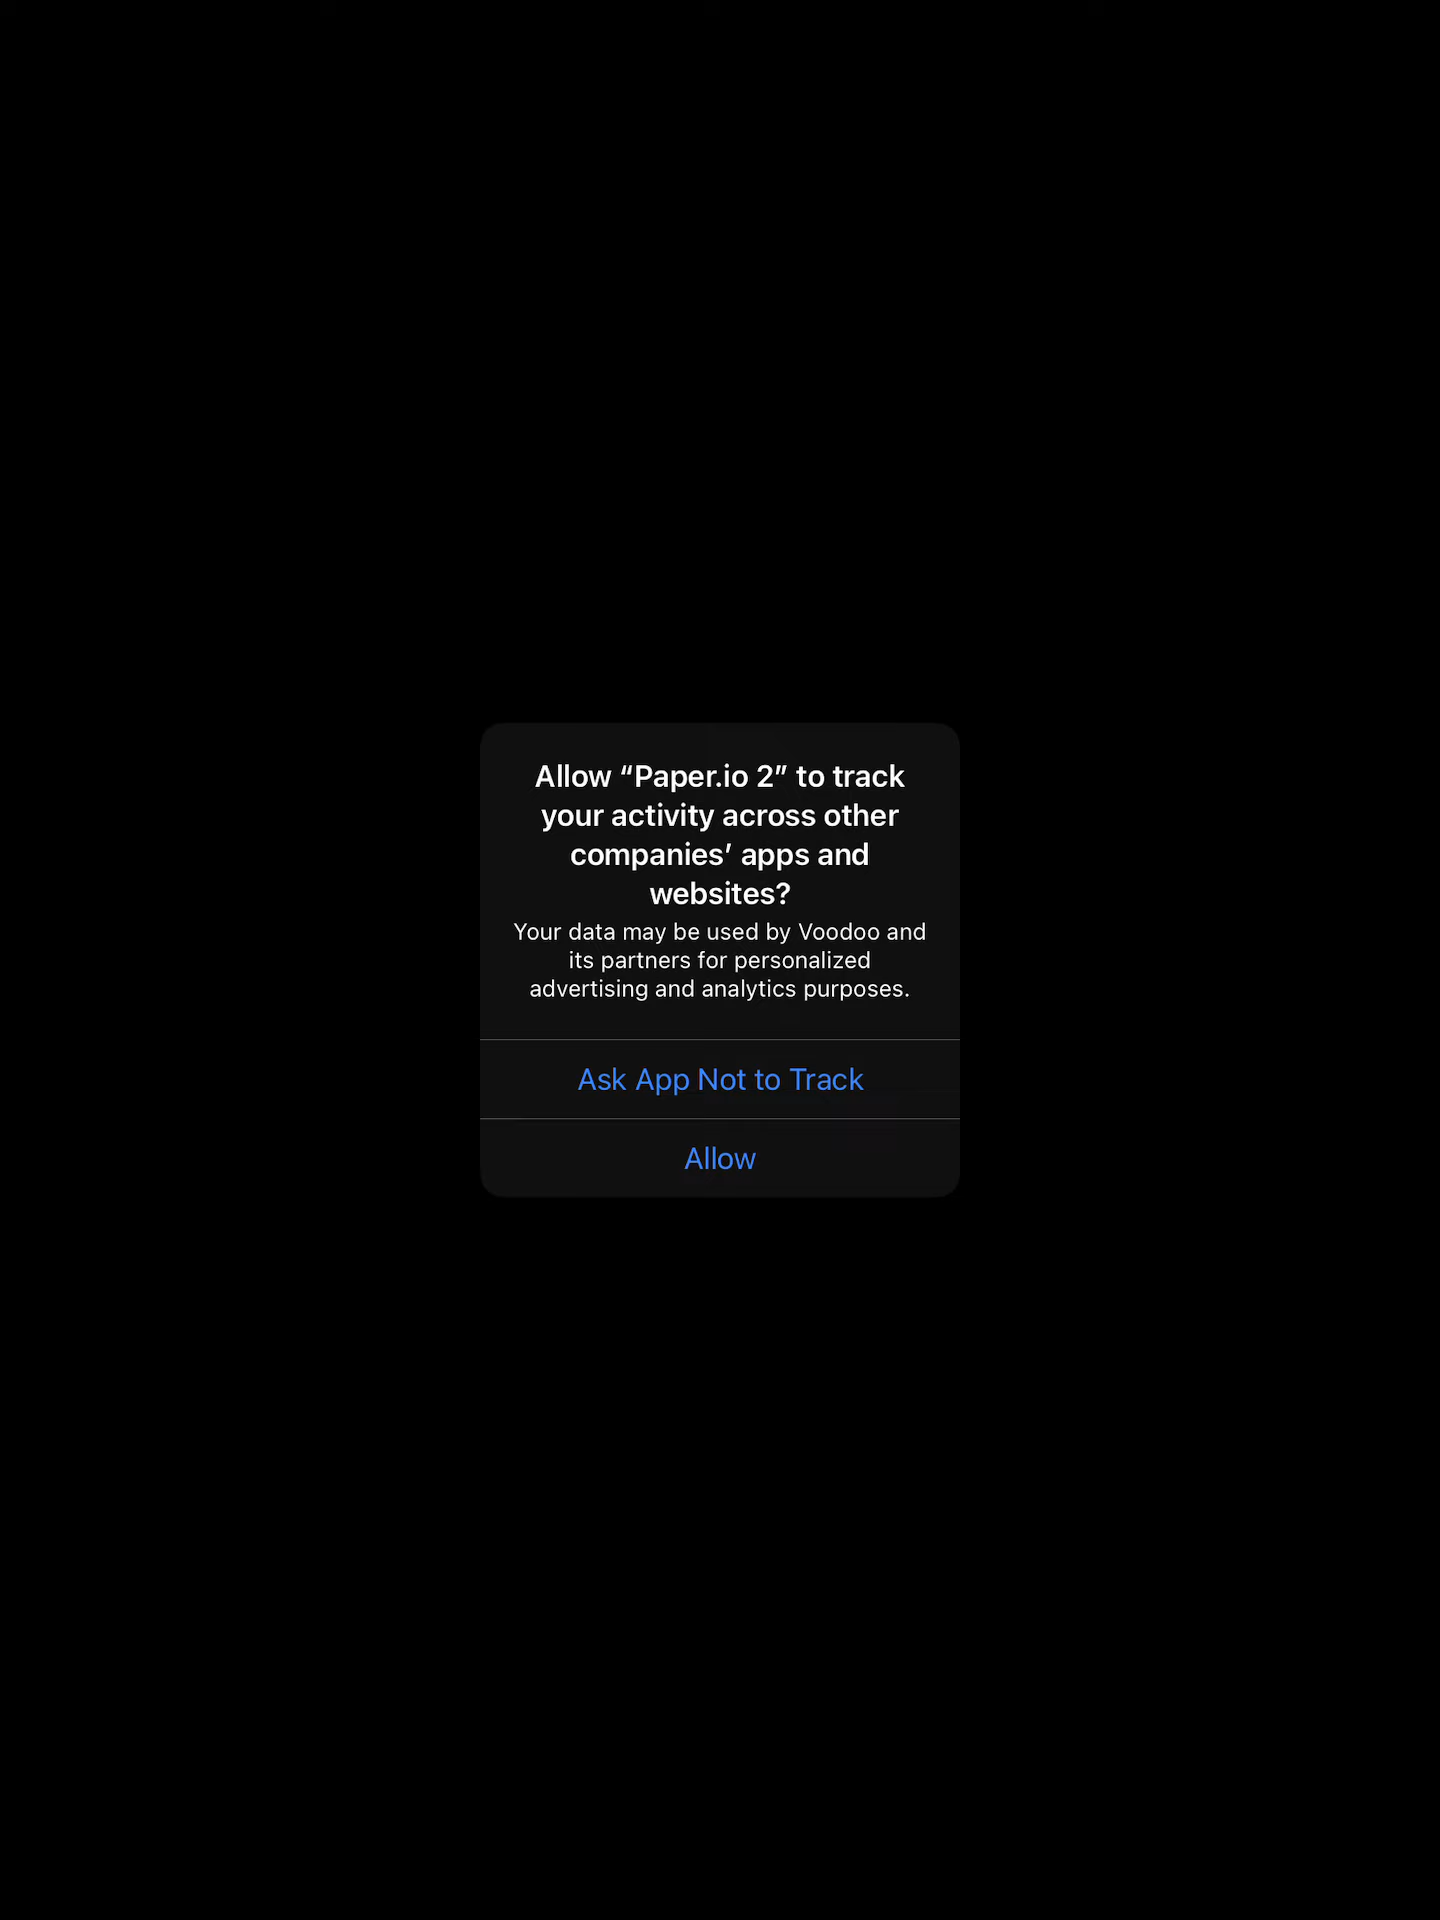 Allow “Paper.io 2” to track
your activity across other
companies’ apps and
websites?
Your data may be used by Voodoo and
its partners for personalized
advertising and analytics purposes.
Ask App Not to Track
Allow